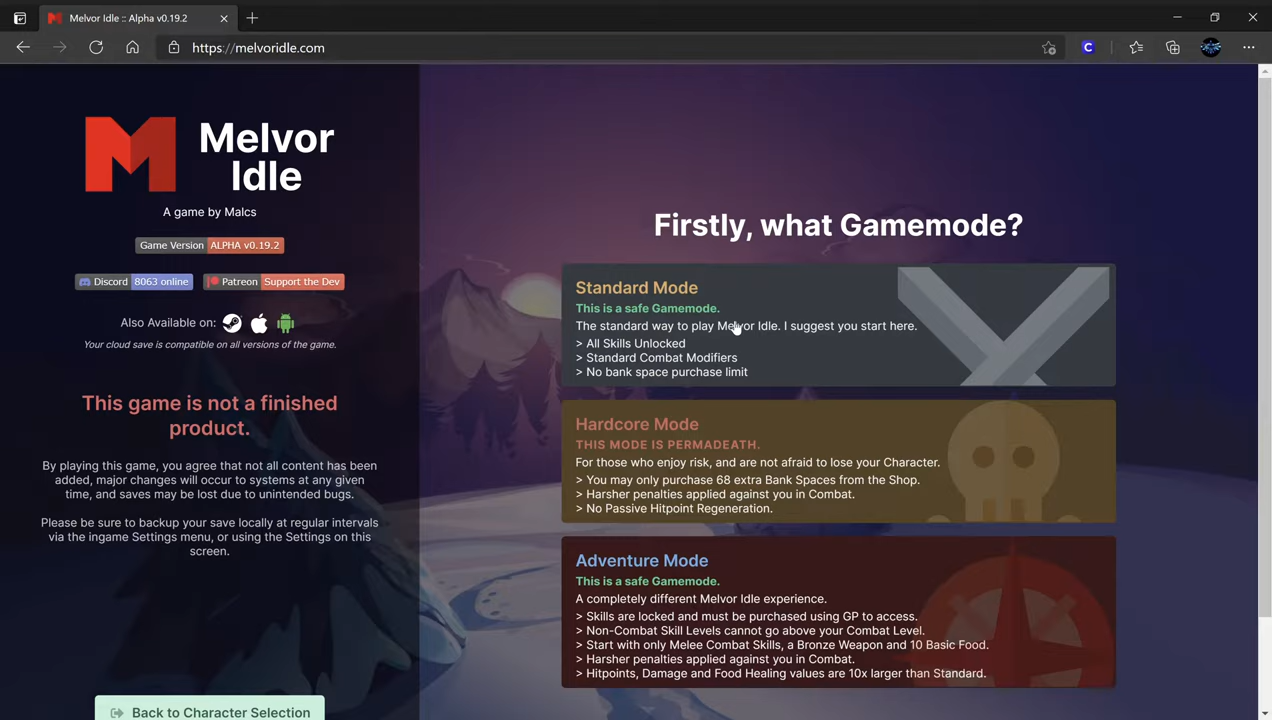 Melvor Idle :: Alpha v0.19.2
https://melvoridle.com
C
Melvor
Idle
A game by Malcs
Game Version ALPHA v0.19.2
Discord 8063 online Patreon Support the Dev
Also Available on:
Your cloud save is compatible on all versions of the game.
This game is not a finished
product.
By playing this game, you agree that not all content has been
added, major changes will occur to systems at any given
time, and saves may be lost due to unintended bugs.
Please be sure to backup your save locally at regular intervals
via the ingame Settings menu, or using the Settings on this
screen.
Back to Character Selection
Firstly, what Gamemode?
Standard Mode
This is a safe Gamemode.
The standard way to play Melvor Idle. I suggest you start here.
> All Skills Unlocked
> Standard Combat Modifiers
> No bank space purchase limit
Hardcore Mode
THIS MODE IS PERMADEATH.
For those who enjoy risk, and are not afraid to lose your Character.
> You may only purchase 68 extra Bank Spaces from the Shop.
> Harsher penalties applied against you in Combat.
> No Passive Hitpoint Regeneration.
Adventure Mode
This is a safe Gamemode.
A completely different Melvor Idle experience.
> Skills are locked and must be purchased using GP to access.
> Non-Combat Skill Levels cannot go above your Combat Level.
> Start with only Melee Combat Skills, a Bronze Weapon and 10 Basic Food.
> Harsher penalties applied against you in Combat.
> Hitpoints, Damage and Food Healing values are 10x larger than Standard.